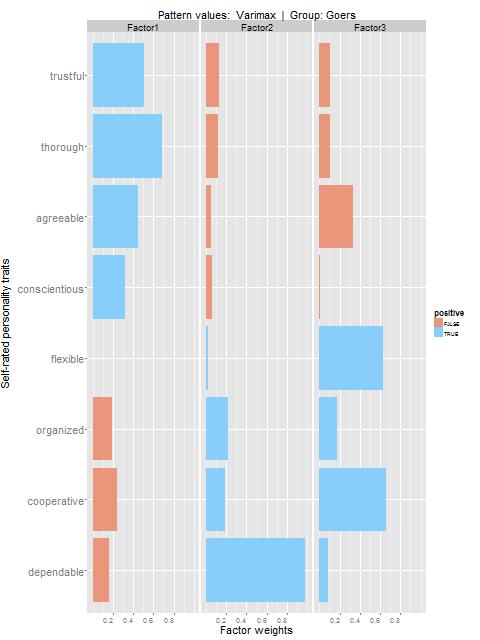 Pattern values: Varimax | Group: Goers
Factor1 Factor2 Factor3
trustful
thorough
agreeable
conscientious
flexible
organized
cooperative
dependable
Self-rated personality traits
0.2 0.4 0.6 0.8 0.2 0.4 0.6 0.8 0.2 0.4 0.6 0.8
Factor weights
positive
FALSE
TRUE